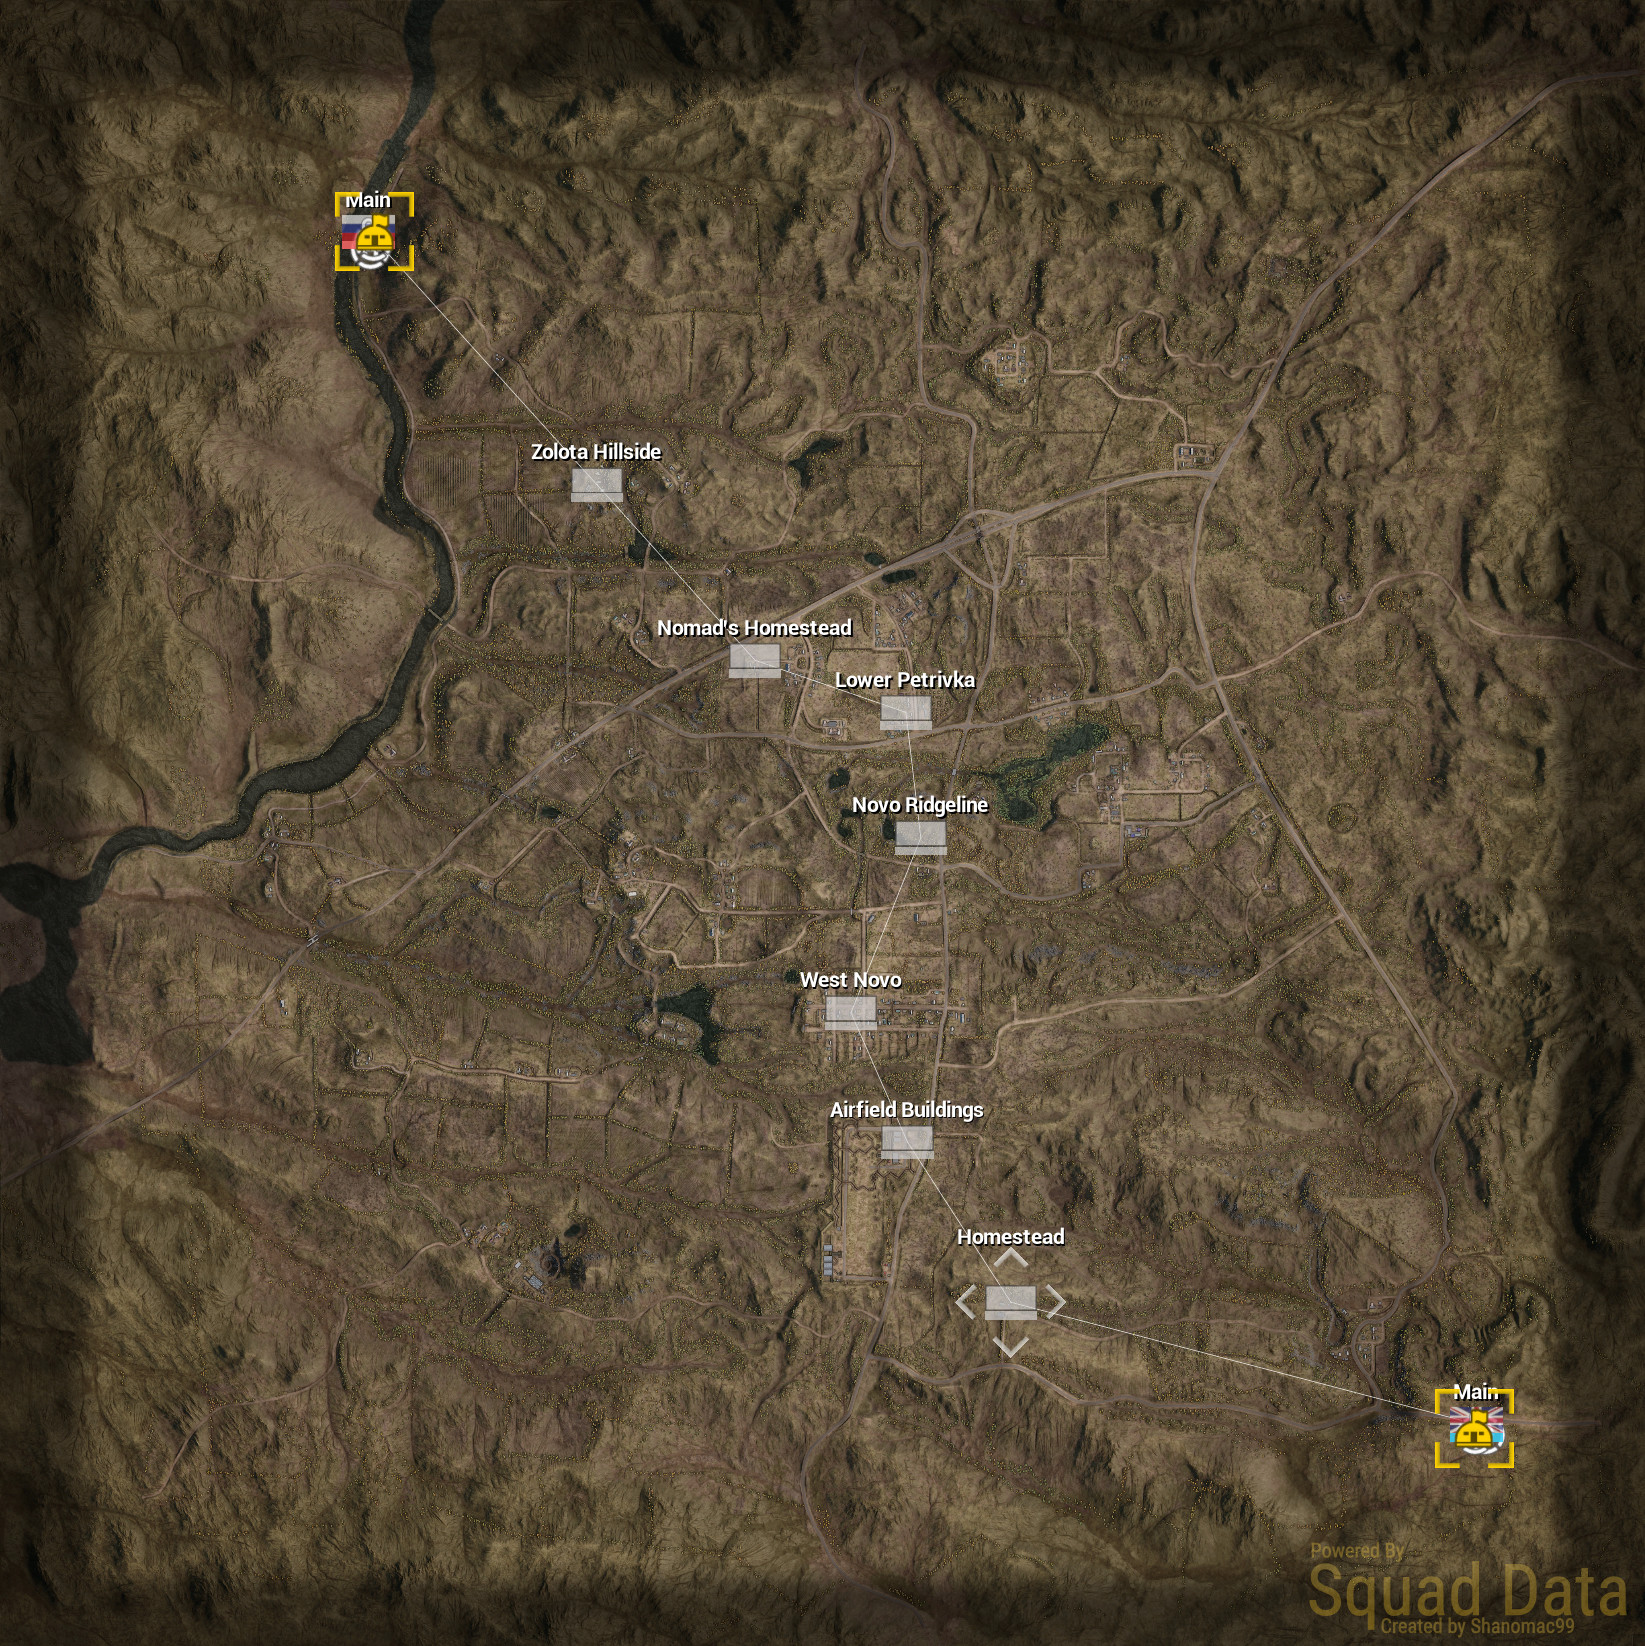 Main
Zolota Hillside
Nomad's Homestead
Lower Petrivka
Novo Ridgeline
West Novo
Airfield Buildings
Homestead
Main
Powered By
Squad Data
Created by Shanomac99